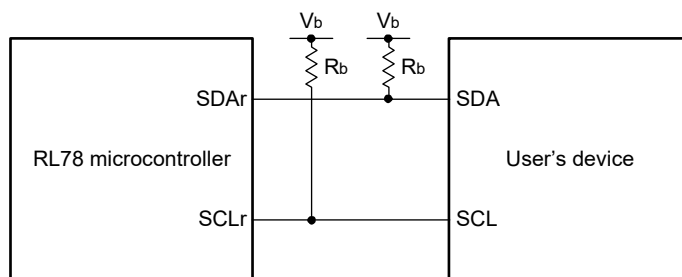 Vb Vb
Rb Rb
SDAr SDA
RL78 microcontroller User’s device
SCLr SCL